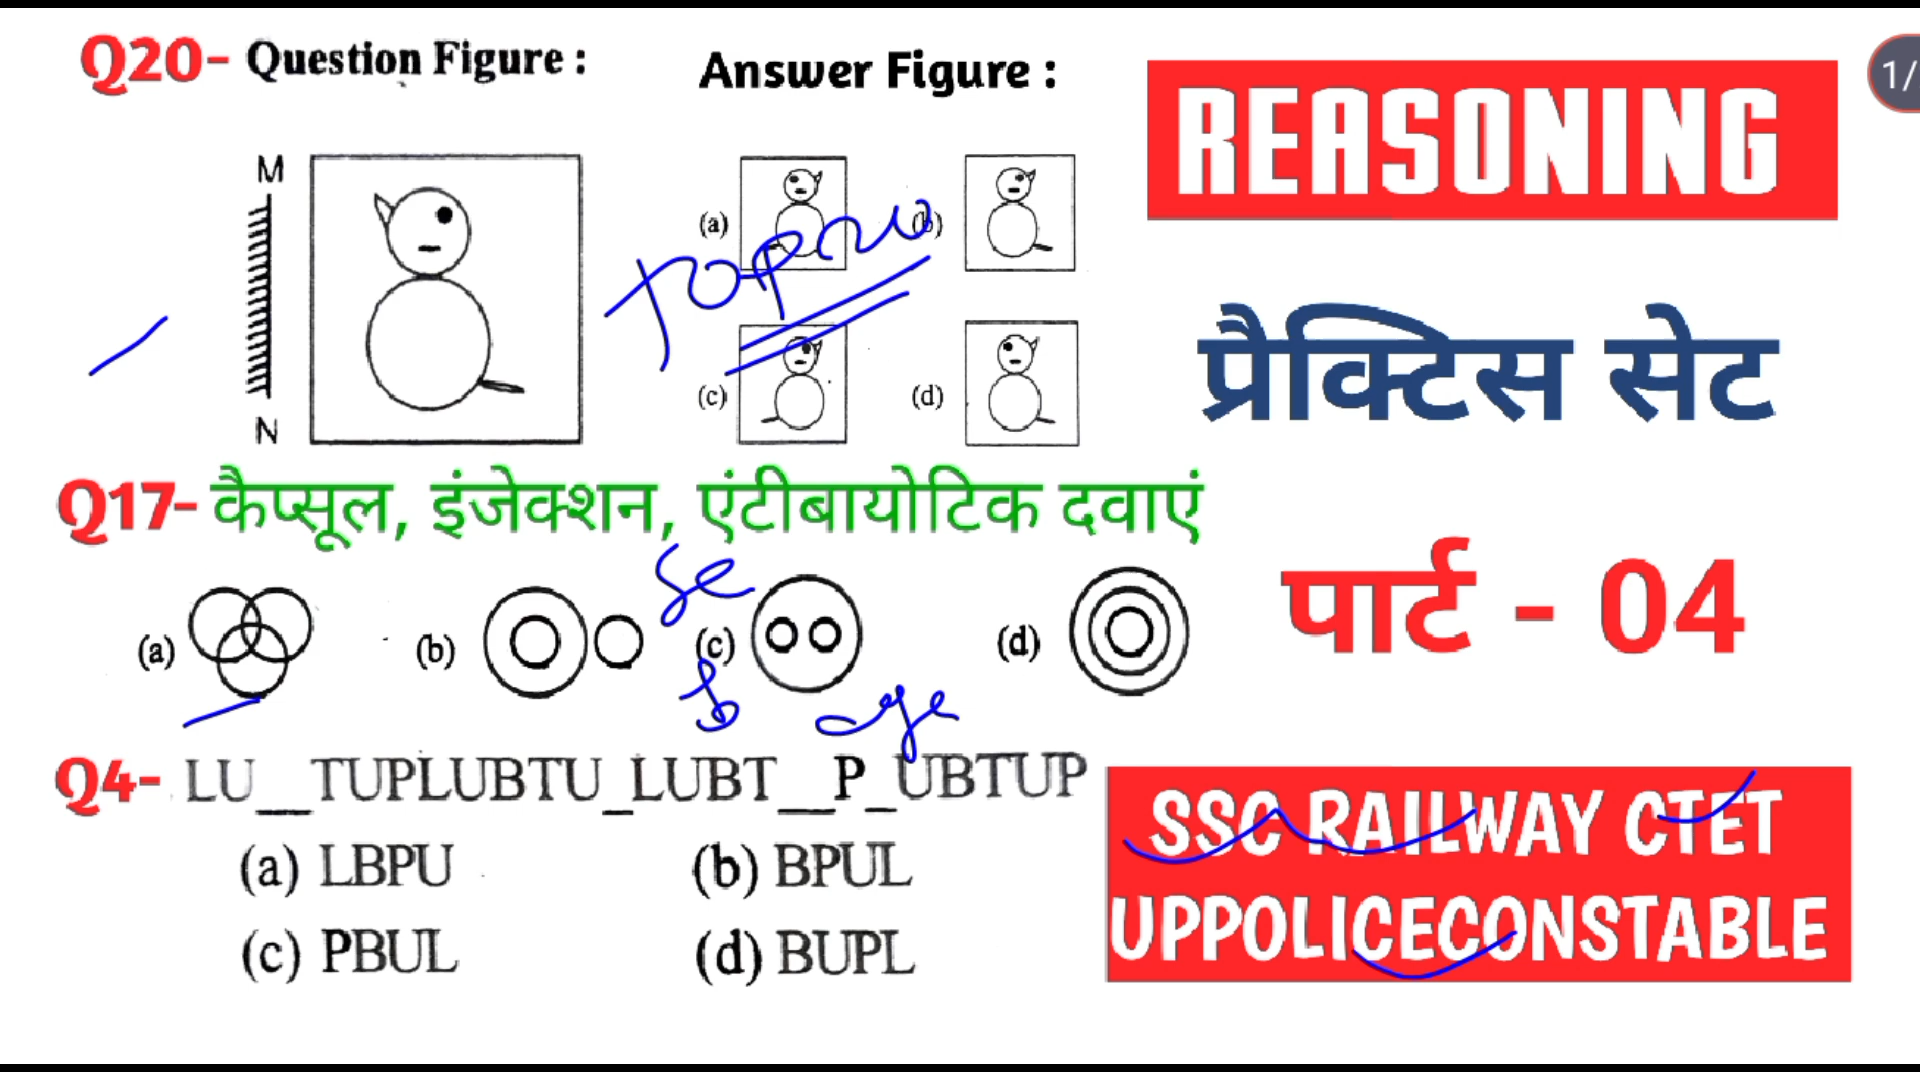 Q20- Question Figure :
Answer Figure :
REASONING
1/
M
N
(a)
(b)
(c)
(d)
प्रैक्टिस सेट
Q17- कैप्सूल, इंजेक्शन, एंटीबायोटिक दवाएं
(a)
(b)
(c)
(d)
पार्ट - 04
Q4- LU__TUPLUBTU_LUBT__P_UBTUP
(a) LBPU
(b) BPUL
(c) PBUL
(d) BUPL
SSC RAILWAY CTET
UPPOLICECONSTABLE